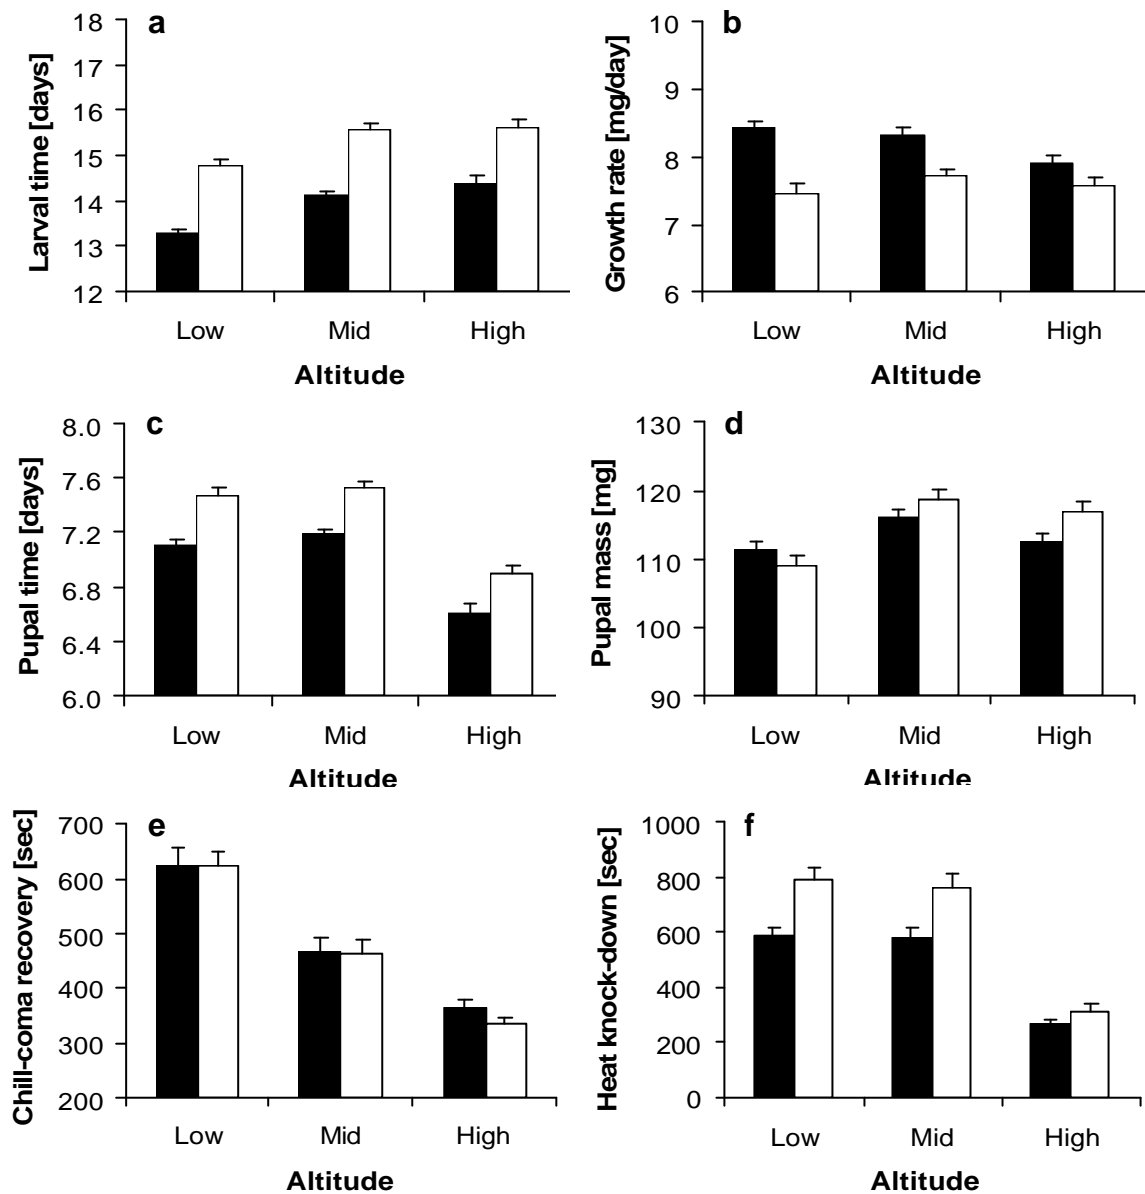 a
Larval time [days]
18
17
16
15
14
13
12
Low Mid High
Altitude
b
Growth rate [mg/day]
10
9
8
7
6
Low Mid High
Altitude
c
Pupal time [days]
8.0
7.6
7.2
6.8
6.4
6.0
Low Mid High
Altitude
d
Pupal mass [mg]
130
120
110
100
90
Low Mid High
Altitude
e
Chill-coma recovery [sec]
700
600
500
400
300
200
Low Mid High
Altitude
f
Heat knock-down [sec]
1000
800
600
400
200
0
Low Mid High
Altitude